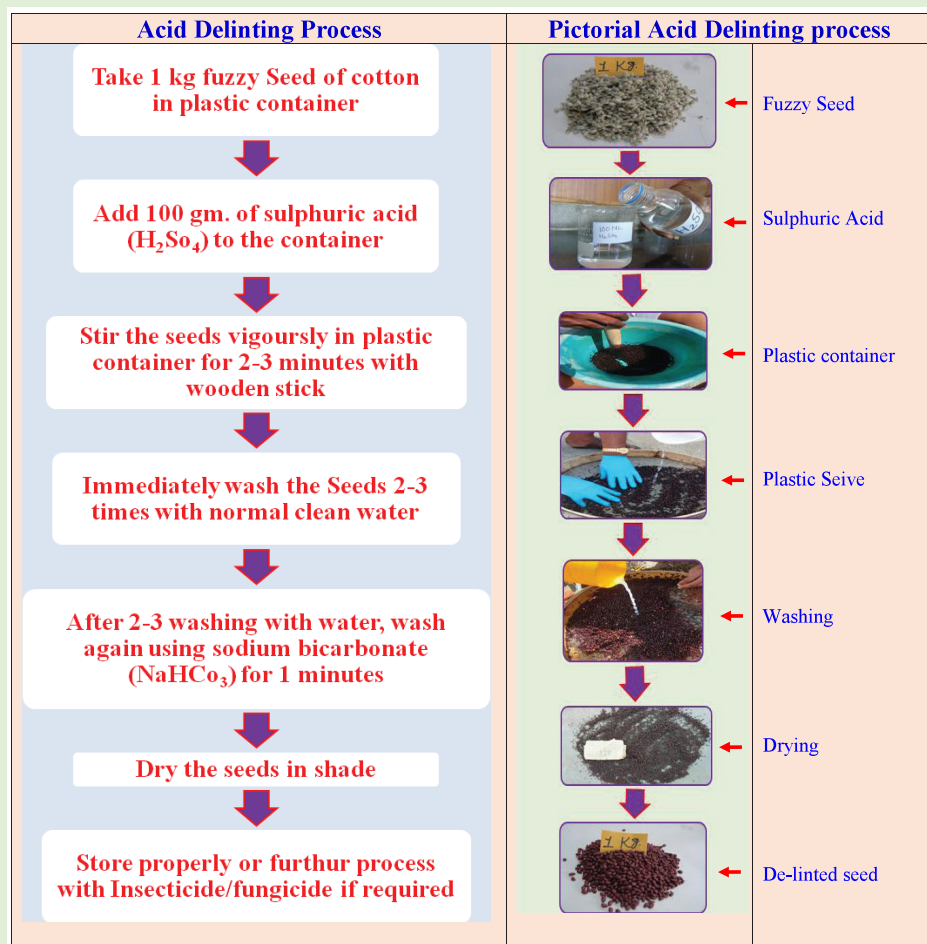 Acid Delinting Process
Take 1 kg fuzzy Seed of cotton
in plastic container
Add 100 gm. of sulphuric acid
(H₂So₄) to the container
Stir the seeds vigoursly in plastic
container for 2-3 minutes with
wooden stick
Immediately wash the Seeds 2-3
times with normal clean water
After 2-3 washing with water, wash
again using sodium bicarbonate
(NaHCo₃) for 1 minutes
Dry the seeds in shade
Store properly or furthur process
with Insecticide/fungicide if required
Pictorial Acid Delinting process
1 Kg.
Fuzzy Seed
100 ML
H₂SO₄
Sulphuric Acid
Plastic container
Plastic Seive
Washing
Drying
1 Kg.
De-linted seed